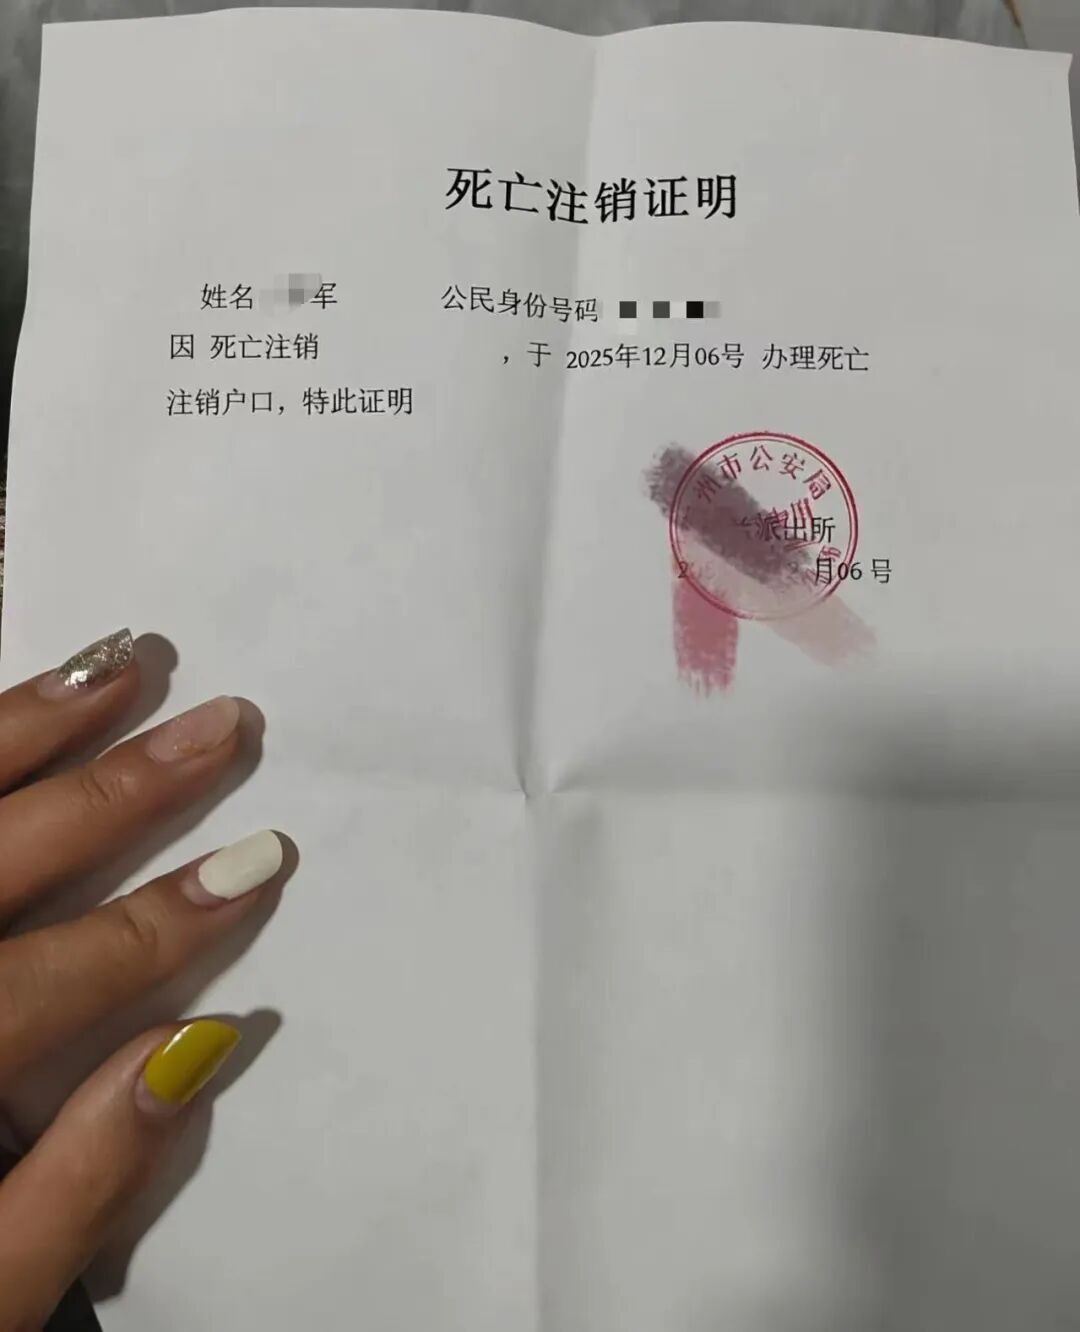 死亡注销证明
姓名 军 公民身份号码
因 死亡注销 ，于 2025年12月06号 办理死亡
注销户口，特此证明
州市公安局
派出所
月06 号